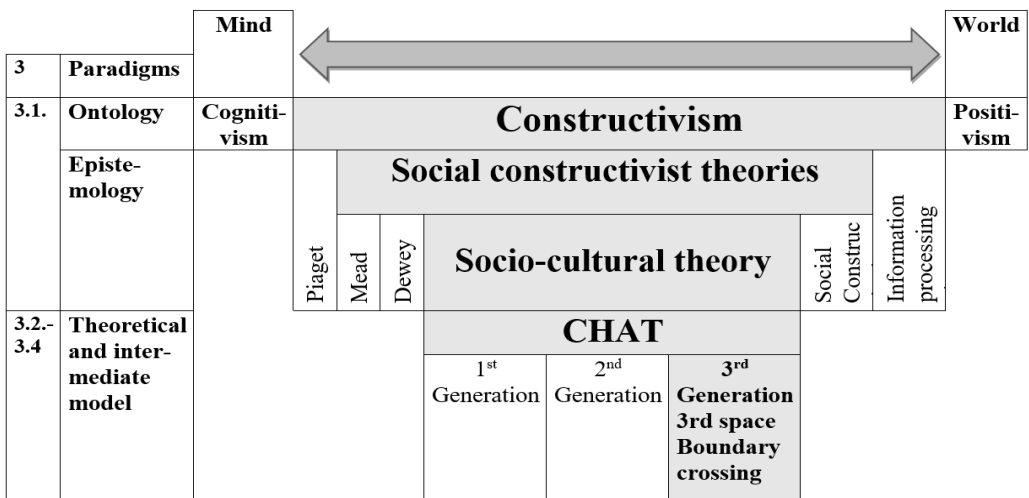 Mind
World
3 Paradigms
3.1. Ontology
Cogniti-
vism
Constructivism
Positi-
vism
Episte-
mology
Social constructivist theories
Piaget
Mead
Dewey
Socio-cultural theory
Social
Construc
Information
processing
3.2.-
3.4
Theoretical
and inter-
mediate
model
CHAT
1st
Generation
2nd
Generation
3rd
Generation
3rd space
Boundary
crossing